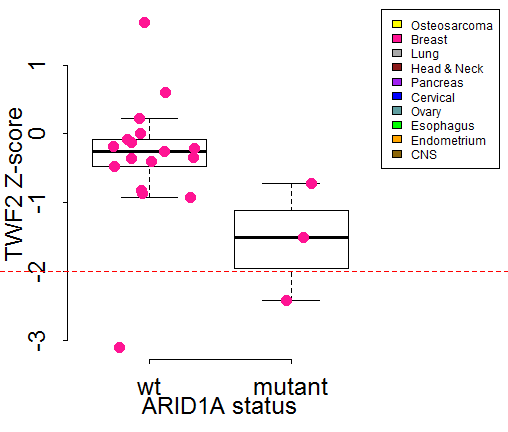 Osteosarcoma
Breast
Lung
Head & Neck
Pancreas
Cervical
Ovary
Esophagus
Endometrium
CNS
TWF2 Z-score
1
0
-1
-2
-3
wt mutant
ARID1A status